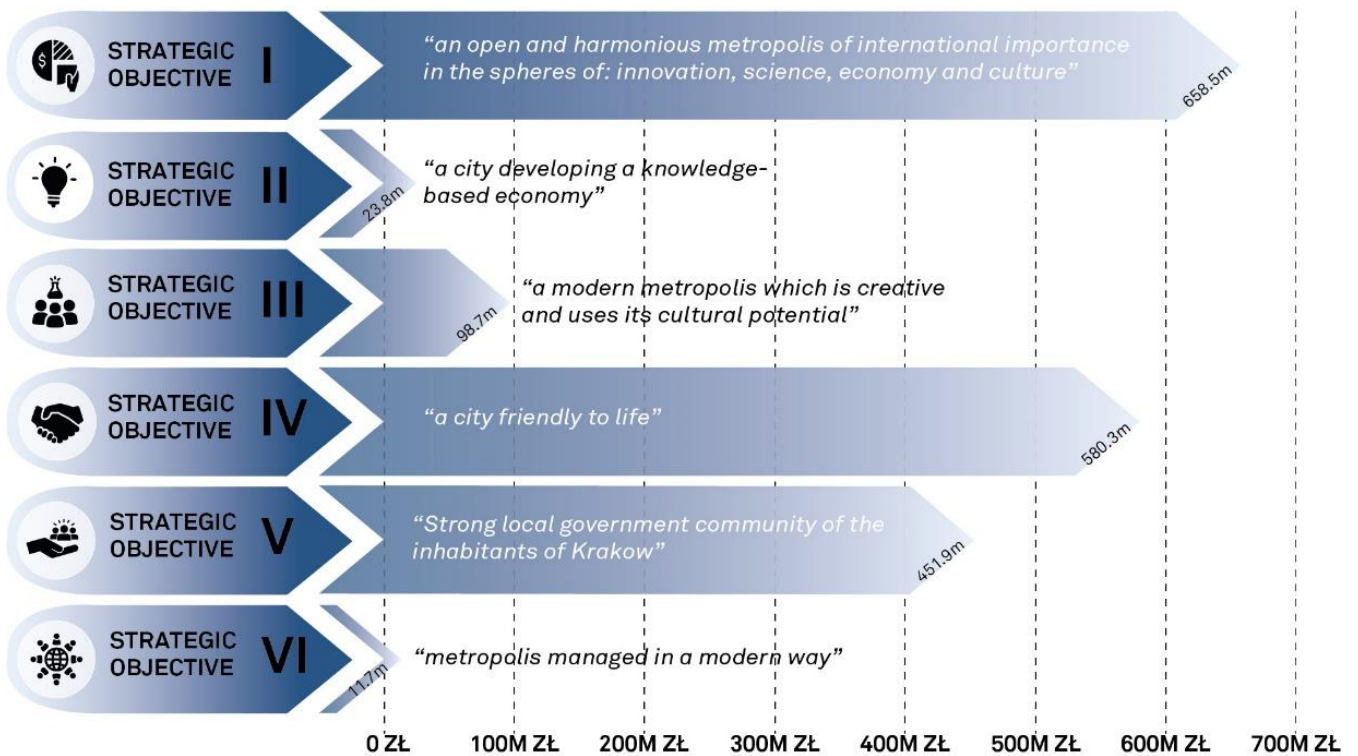 STRATEGIC
OBJECTIVE
I
“an open and harmonious metropolis of international importance
in the spheres of: innovation, science, economy and culture”
658.5m
STRATEGIC
OBJECTIVE
II
23.8m
“a city developing a knowledge-
based economy”
STRATEGIC
OBJECTIVE
III
98.7m
“a modern metropolis which is creative
and uses its cultural potential”
STRATEGIC
OBJECTIVE
IV
“a city friendly to life”
580.3m
STRATEGIC
OBJECTIVE
V
“Strong local government community of the
inhabitants of Krakow”
451.9m
STRATEGIC
OBJECTIVE
VI
11.7m
“metropolis managed in a modern way”
0 ZŁ 100M ZŁ 200M ZŁ 300M ZŁ 400M ZŁ 500M ZŁ 600M ZŁ 700M ZŁ